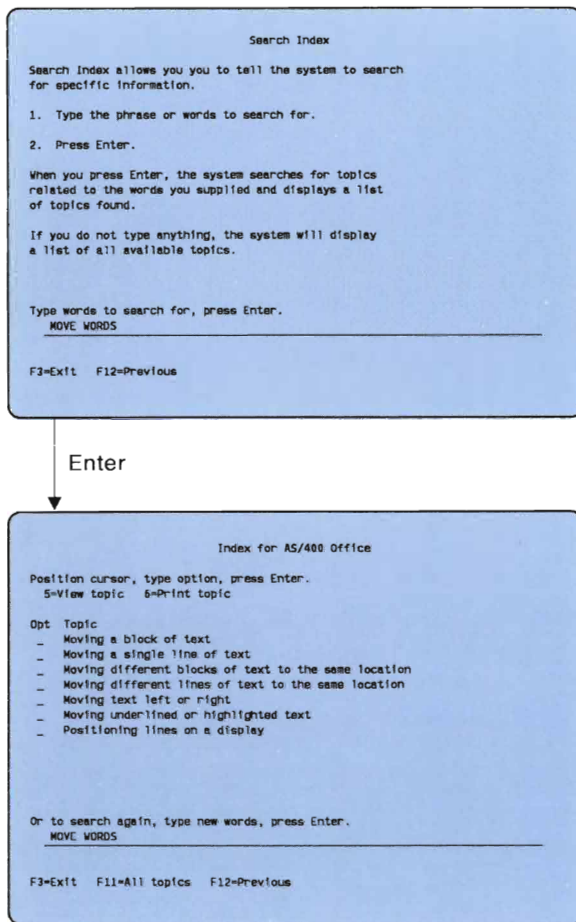 Search Index
Search Index allows you you to tell the system to search
for specific information.
1. Type the phrase or words to search for.
2. Press Enter.
When you press Enter, the system searches for topics
related to the words you supplied and displays a list
of topics found.
If you do not type anything, the system will display
a list of all available topics.
Type words to search for, press Enter.
MOVE WORDS
F3=Exit F12=Previous
Enter
Index for AS/400 Office
Position cursor, type option, press Enter.
5=View topic 6=Print topic
Opt Topic
_ Moving a block of text
_ Moving a single line of text
_ Moving different blocks of text to the same location
_ Moving different lines of text to the same location
_ Moving text left or right
_ Moving underlined or highlighted text
_ Positioning lines on a display
Or to search again, type new words, press Enter.
MOVE WORDS
F3=Exit F11=All topics F12=Previous